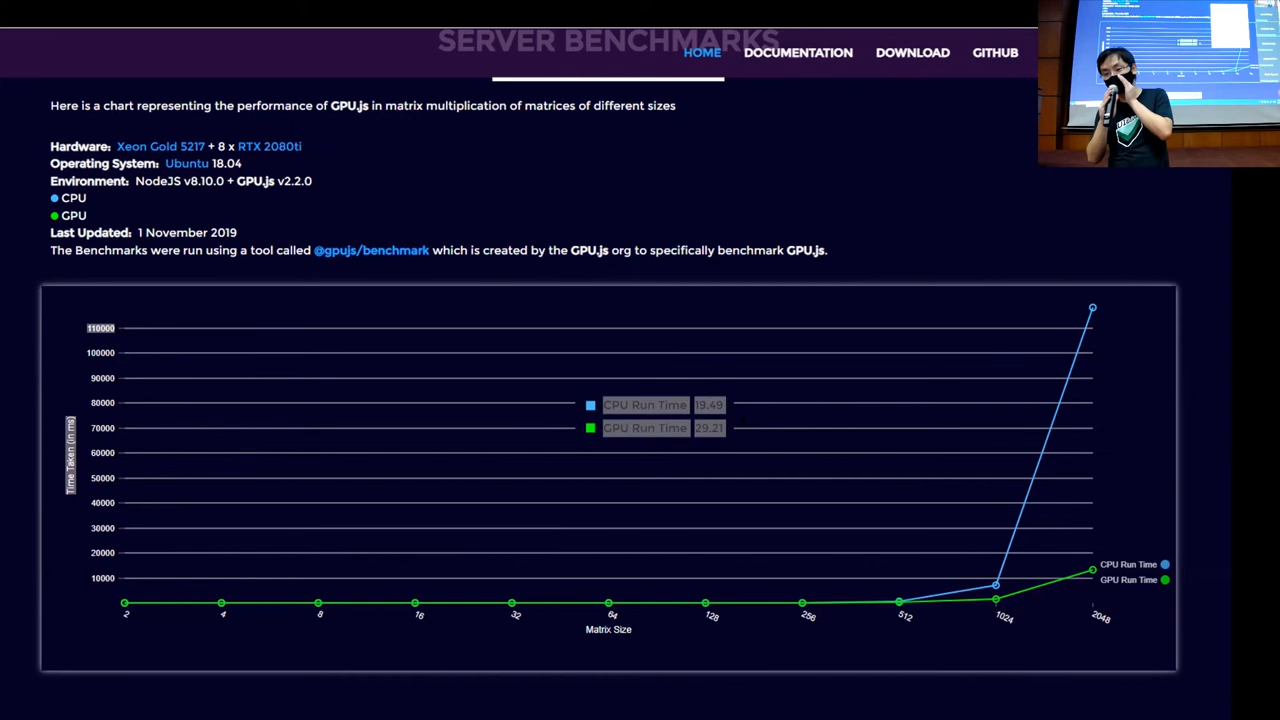 SERVER BENCHMARKS
HOME DOCUMENTATION DOWNLOAD GITHUB
Here is a chart representing the performance of GPU.js in matrix multiplication of matrices of different sizes
Hardware: Xeon Gold 5217 + 8 x RTX 2080ti
Operating System: Ubuntu 18.04
Environment: NodeJS v8.10.0 + GPU.js v2.2.0
CPU
GPU
Last Updated: 1 November 2019
The Benchmarks were run using a tool called @gpujs/benchmark which is created by the GPU.js org to specifically benchmark GPU.js.
110000
100000
90000
80000
70000
60000
50000
40000
30000
20000
10000
Time Taken (in ms)
CPU Run Time 19.49
GPU Run Time 29.21
CPU Run Time
GPU Run Time
2 4 8 16 32 64 128 256 512 1024 2048
Matrix Size